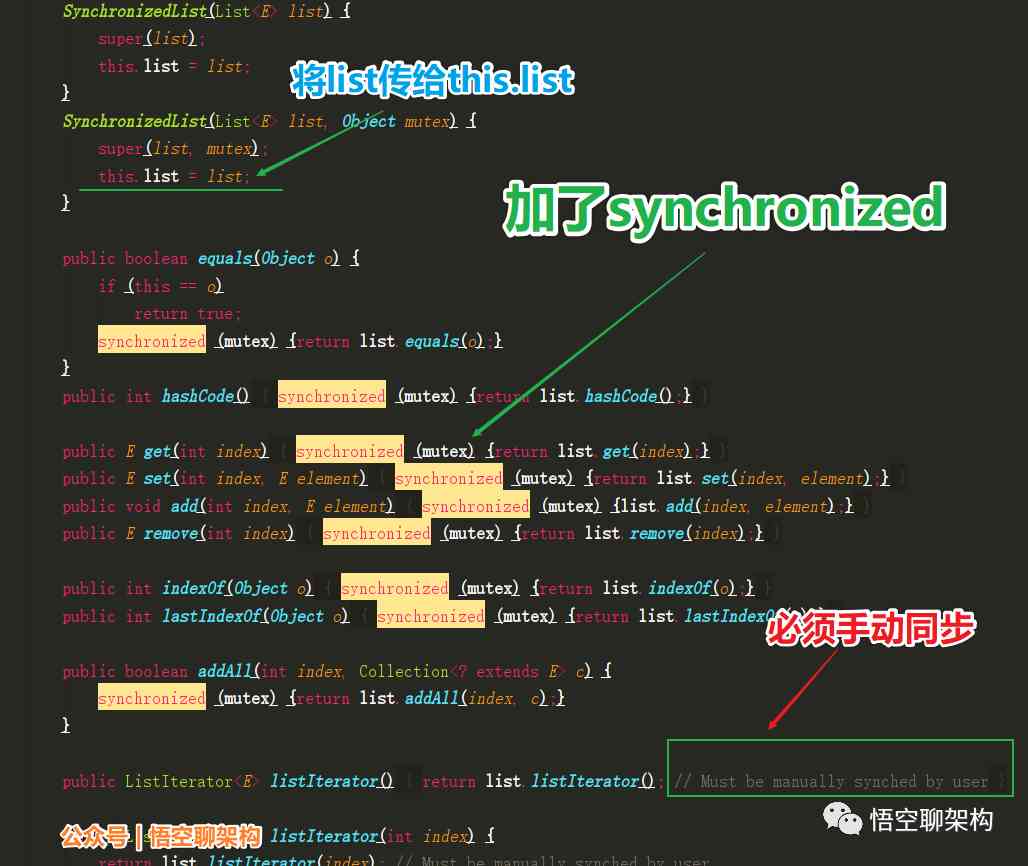 SynchronizedList(List<E> list) {
super(list);
this.list = list;
}
将list传给this.list
SynchronizedList(List<E> list, Object mutex) {
super(list, mutex);
this.list = list;
}
加了synchronized
public boolean equals(Object o) {
if (this == o)
return true;
synchronized (mutex) {return list.equals(o);}
}
public int hashCode() { synchronized (mutex) {return list.hashCode();} }
public E get(int index) { synchronized (mutex) {return list.get(index);} }
public E set(int index, E element) { synchronized (mutex) {return list.set(index, element);} }
public void add(int index, E element) { synchronized (mutex) {list.add(index, element);} }
public E remove(int index) { synchronized (mutex) {return list.remove(index);} }
public int indexOf(Object o) { synchronized (mutex) {return list.indexOf(o);} }
public int lastIndexOf(Object o) { synchronized (mutex) {return list.
必须手动同步
public boolean addAll(int index, Collection<? extends E> c) {
synchronized (mutex) {return list.addAll(index, c);}
}
public ListIterator<E> listIterator() { return list.listIterator(); // Must be manually synched by user }
悟空聊架构
公众号 | 悟空聊架构
listIterator(int index) {
return list.listIterator(index); // Must be manually synched by user